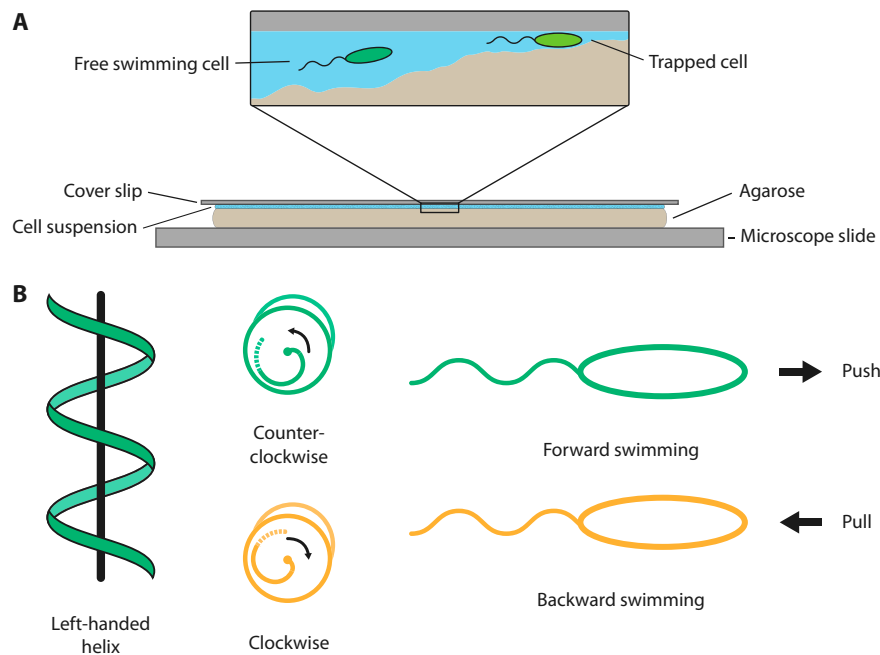 A
Free swimming cell
Trapped cell
Cover slip
Agarose
Cell suspension
Microscope slide
B
Push
Counter-
clockwise
Forward swimming
Pull
Backward swimming
Left-handed
helix
Clockwise